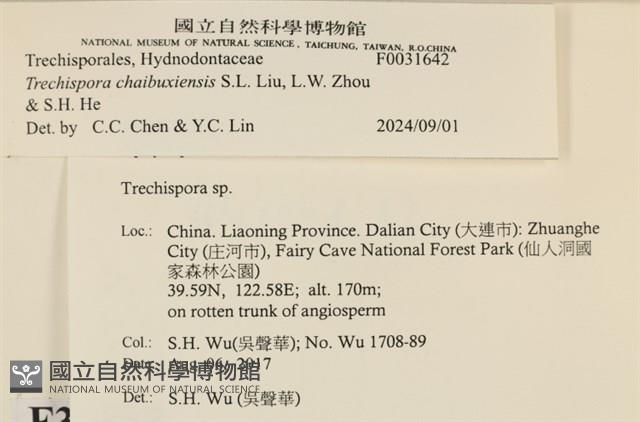 國立自然科學博物館
NATIONAL MUSEUM OF NATURAL SCIENCE, TAICHUNG, TAIWAN, R.O.CHINA
Trechisporales, Hydnodontaceae F0031642
Trechispora chaibuxiensis S.L. Liu, L.W. Zhou
& S.H. He
Det. by C.C. Chen & Y.C. Lin 2024/09/01
Trechispora sp.
Loc.: China. Liaoning Province. Dalian City (大連市): Zhuanghe
City (庄河市), Fairy Cave National Forest Park (仙人洞國
家森林公園)
39.59N, 122.58E; alt. 170m;
on rotten trunk of angiosperm
Col.: S.H. Wu(吳聲華); No. Wu 1708-89
Date: Aug. 06, 2017
國立自然科學博物館
NATIONAL MUSEUM OF NATURAL SCIENCE
Det.: S.H. Wu (吳聲華)